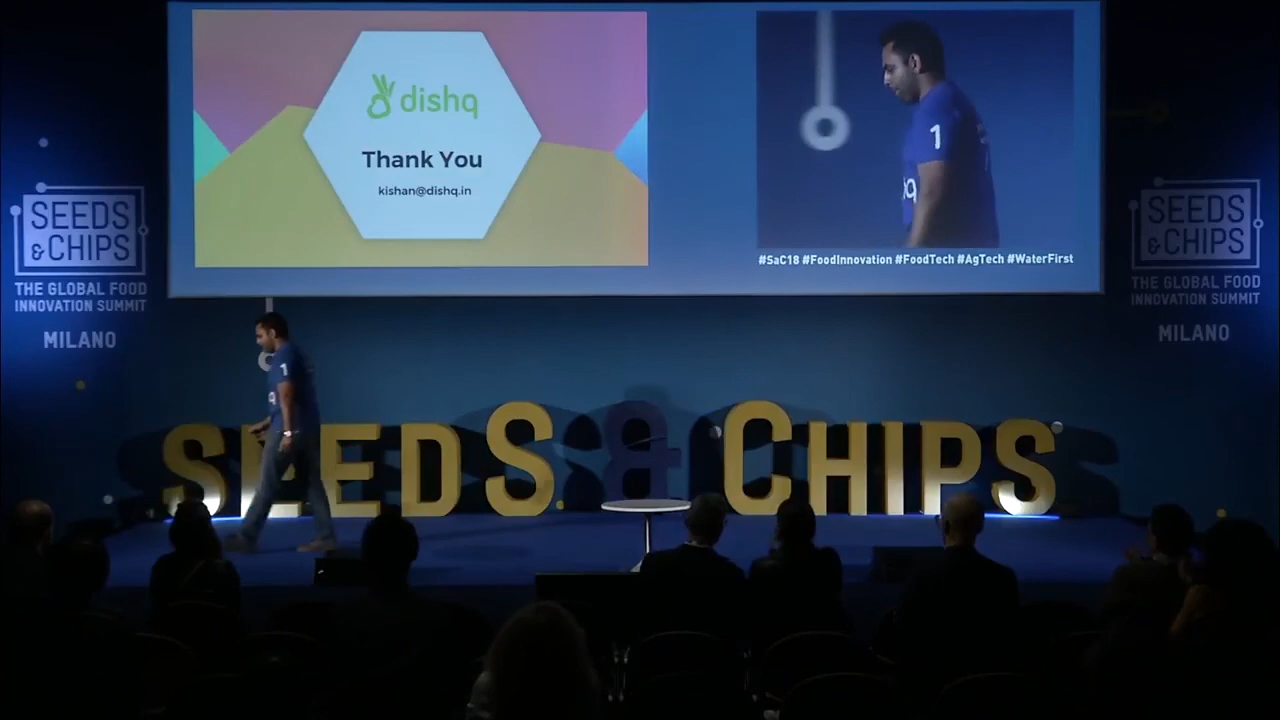 dishq
Thank You
kishan@dishq.in
1
q
#SaC18 #FoodInnovation #FoodTech #AgTech #WaterFirst
SEEDS
& CHIPS
THE GLOBAL FOOD
INNOVATION SUMMIT
MILANO
SEEDS
& CHIPS
THE GLOBAL FOOD
INNOVATION SUMMIT
MILANO
1
q
SEEDS & CHIPS